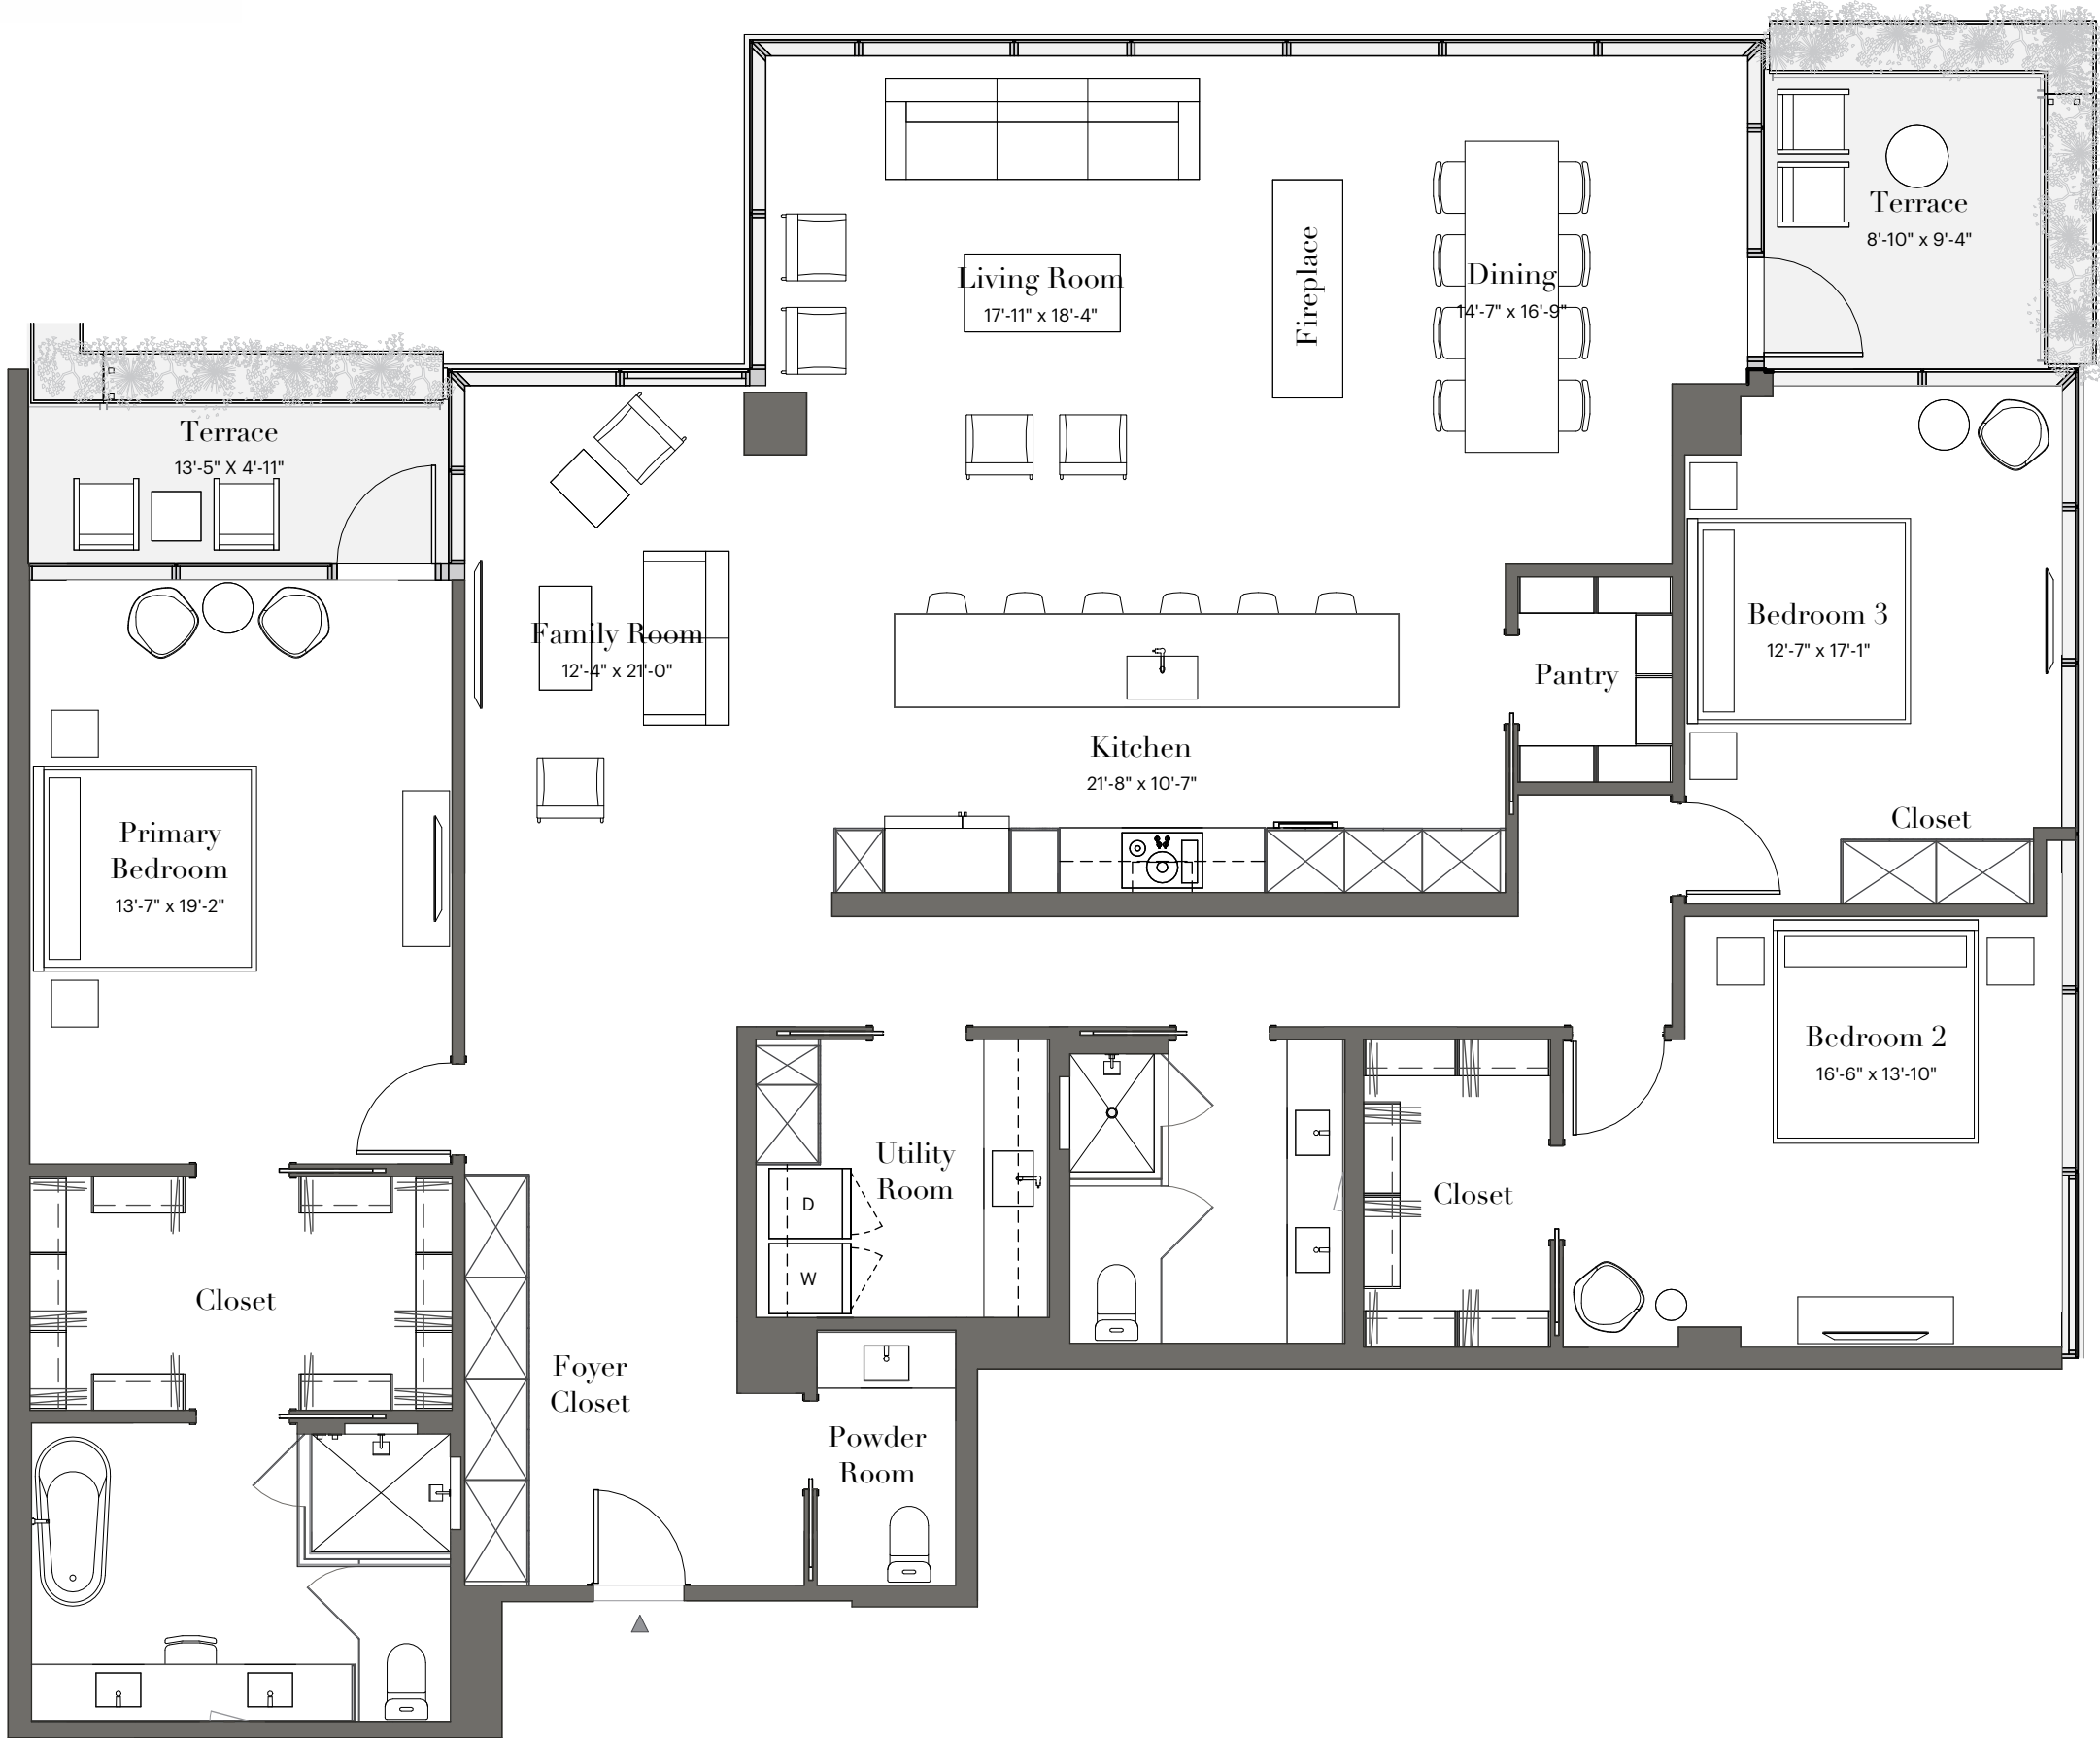 Terrace
8'-10" x 9'-4"
Living Room
17'-11" x 18'-4"
Fireplace
Dining
14'-7" x 16'-9"
Terrace
13'-5" X 4'-11"
Family Room
12'-4" x 21'-0"
Pantry
Bedroom 3
12'-7" x 17'-1"
Kitchen
21'-8" x 10'-7"
Closet
Primary
Bedroom
13'-7" x 19'-2"
Bedroom 2
16'-6" x 13'-10"
Utility
Room
D
W
Closet
Closet
Foyer
Closet
Powder
Room